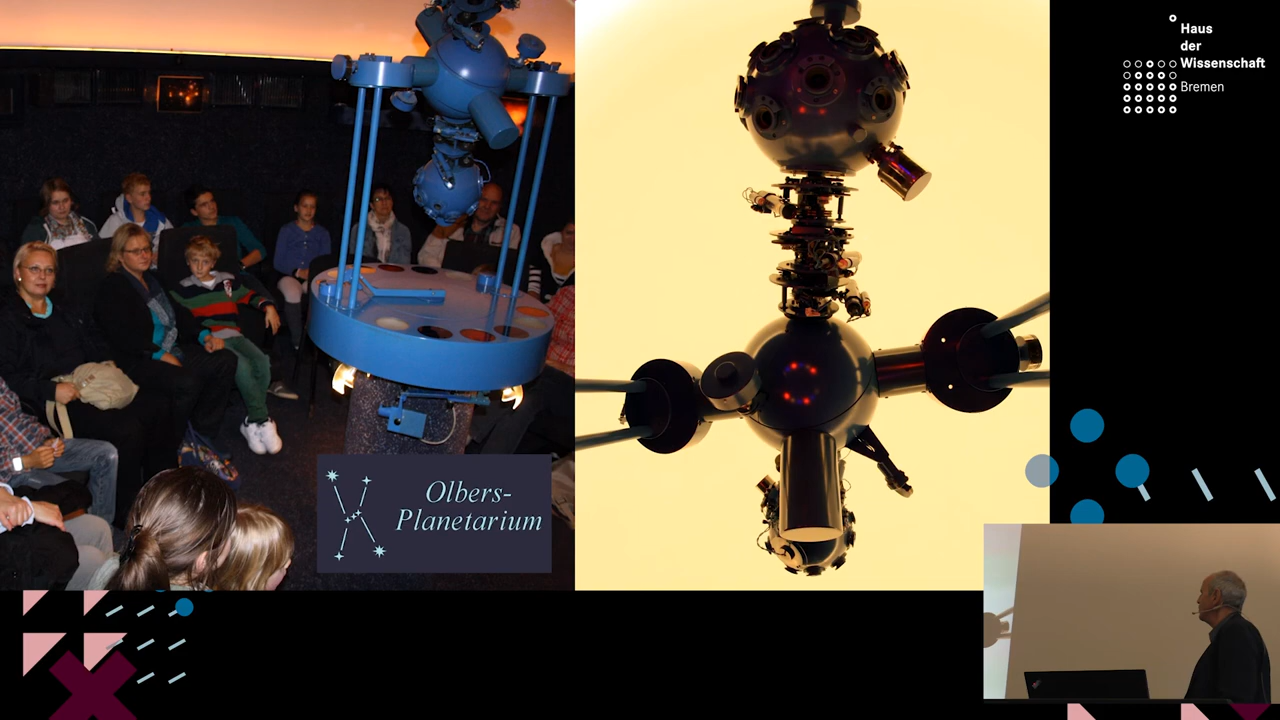 Haus
der
Wissenschaft
Bremen
Olbers-
Planetarium